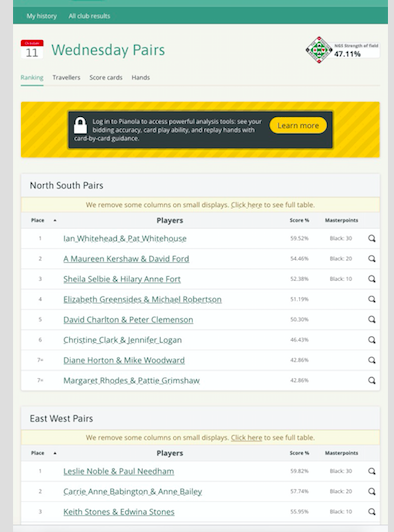 My history All club results
11
Wednesday Pairs
NGS Strength of field
47.11%
Ranking Travellers Score cards Hands
Log in to Pianola to access powerful analysis tools: see your
bidding accuracy, card play ability, and replay hands with
card-by-card guidance.
Learn more
North South Pairs
We remove some columns on small displays. Click here to see full table.
Place Players Score % Masterpoints
1 Ian Whitehead & Pat Whitehouse 59.52% Black: 30
2 A Maureen Kershaw & David Ford 54.46% Black: 20
3 Sheila Selbie & Hilary Anne Fort 52.38% Black: 10
4 Elizabeth Greensides & Michael Robertson 51.19%
5 David Charlton & Peter Clemenson 50.30%
6 Christine Clark & Jennifer Logan 46.43%
7= Diane Horton & Mike Woodward 42.86%
7= Margaret Rhodes & Pattie Grimshaw 42.86%
East West Pairs
We remove some columns on small displays. Click here to see full table.
Place Players Score % Masterpoints
1 Leslie Noble & Paul Needham 59.82% Black: 30
2 Carrie Anne Babington & Anne Bailey 57.74% Black: 20
3 Keith Stones & Edwina Stones 55.95% Black: 10